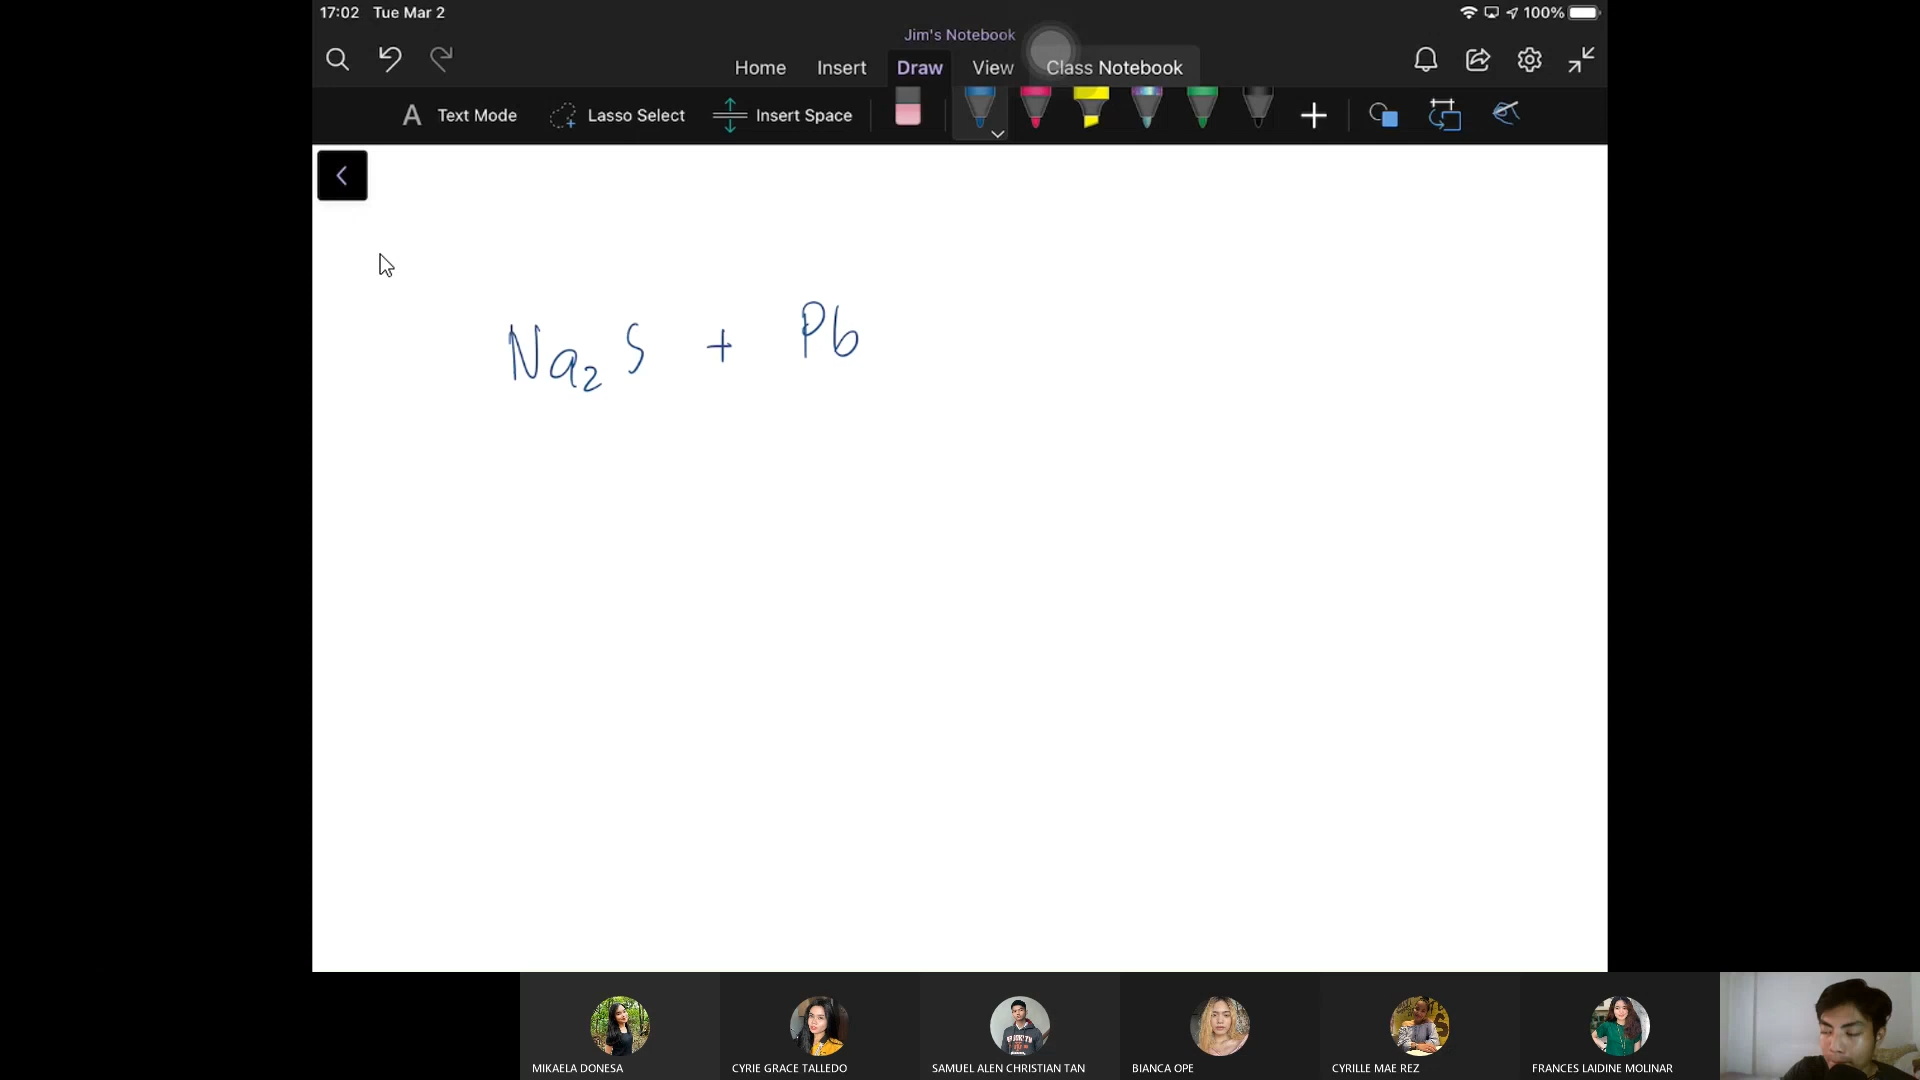 17:02 Tue Mar 2 100%
Jim's Notebook
Home Insert Draw View Class Notebook
A Text Mode Lasso Select Insert Space
Na₂ S + Pb
MIKAELA DONESA CYRIE GRACE TALLEDO SAMUEL ALEN CHRISTIAN TAN BIANCA OPE CYRILLE MAE REZ FRANCES LAIDINE MOLINAR